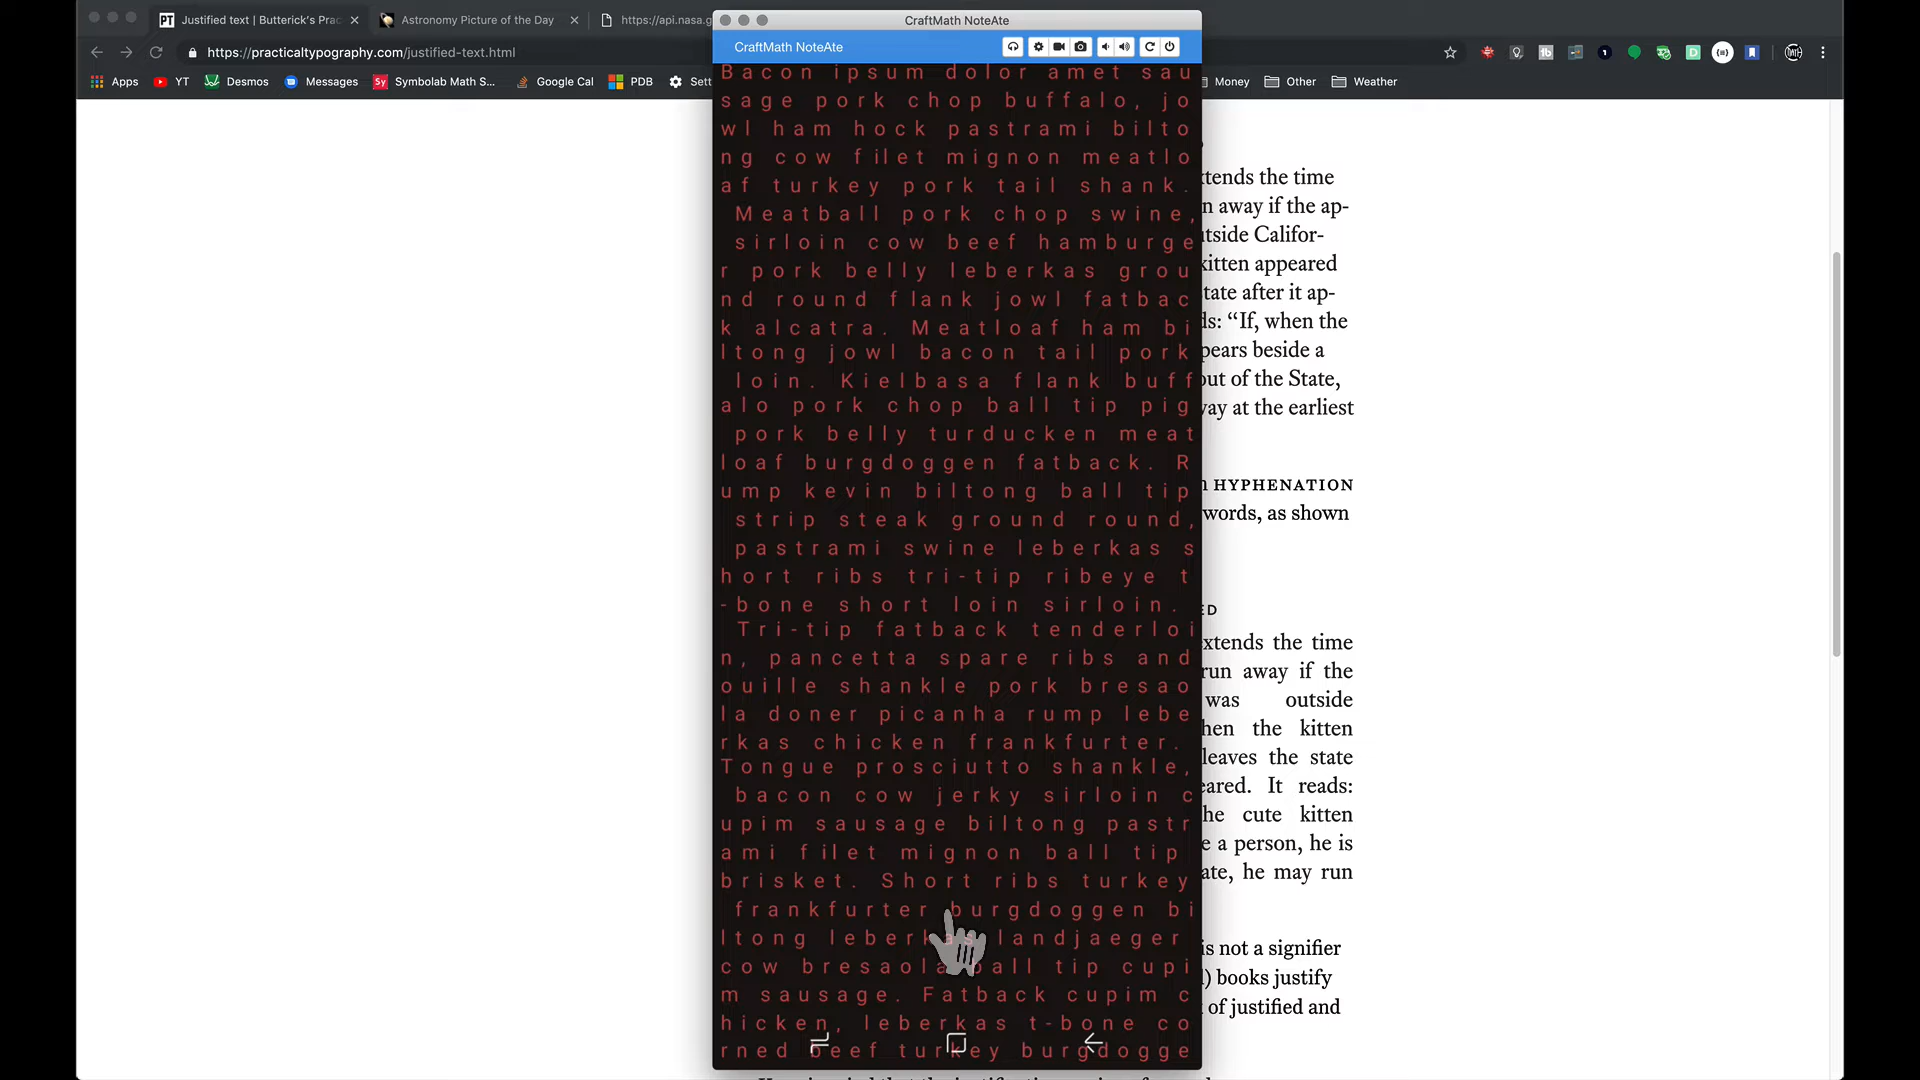 Justified text | Butterick's Prac
Astronomy Picture of the Day
https://api.nasa.g
https://practicaltypography.com/justified-text.html
Apps
YT
Desmos
Messages
Symbolab Math S...
Google Cal
PDB
Sett
Money
Other
Weather
CraftMath NoteAte
CraftMath NoteAte
Bacon ipsum dolor amet sau
sage pork chop buffalo, jo
wl ham hock pastrami bilto
ng cow filet mignon meatlo
af turkey pork tail shank.
Meatball pork chop swine,
sirloin cow beef hamburge
r pork belly leberkas grou
nd round flank jowl fatbac
k alcatra. Meatloaf ham bi
ltong jowl bacon tail pork
loin. Kielbasa flank buff
alo pork chop ball tip pig
pork belly turducken meat
loaf burgdoggen fatback. R
ump kevin biltong ball tip
strip steak ground round,
pastrami swine leberkas s
hort ribs tri-tip ribeye t
-bone short loin sirloin.
Tri-tip fatback tenderloi
n, pancetta spare ribs and
ouille shankle pork bresao
la doner picanha rump lebe
rkas chicken frankfurter.
Tongue prosciutto shankle,
bacon cow jerky sirloin c
upim sausage biltong pastr
ami filet mignon ball tip
brisket. Short ribs turkey
frankfurter burgdoggen bi
ltong leberkas landjaeger
cow bresaola ball tip cupi
m sausage. Fatback cupim c
hicken, leberkas t-bone co
rned beef turkey burgdogge
xtends the time
n away if the ap-
utside Califor-
kitten appeared
tate after it ap-
ds: “If, when the
pears beside a
out of the State,
way at the earliest
HYPHENATION
words, as shown
ED
xtends the time
run away if the
was outside
hen the kitten
leaves the state
eared. It reads:
he cute kitten
e a person, he is
ate, he may run
is not a signifier
) books justify
of justified and